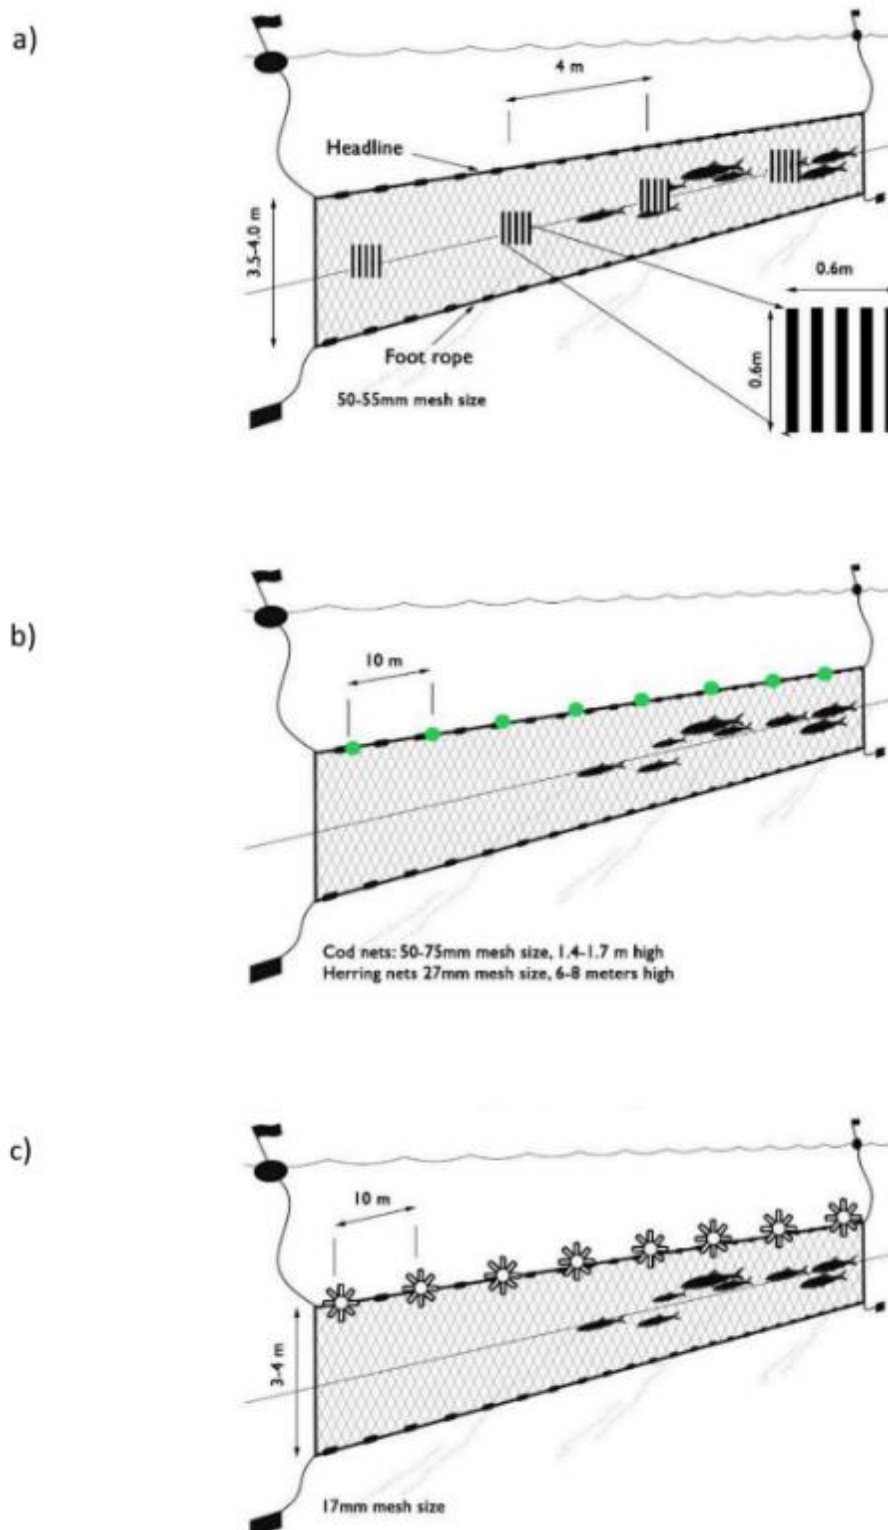 a)
4 m
Headline
3.5-4.0 m
0.6m
0.6m
Foot rope
50-55mm mesh size
b)
10 m
Cod nets: 50-75mm mesh size, 1.4-1.7 m high
Herring nets 27mm mesh size, 6-8 meters high
c)
10 m
3-4 m
17mm mesh size